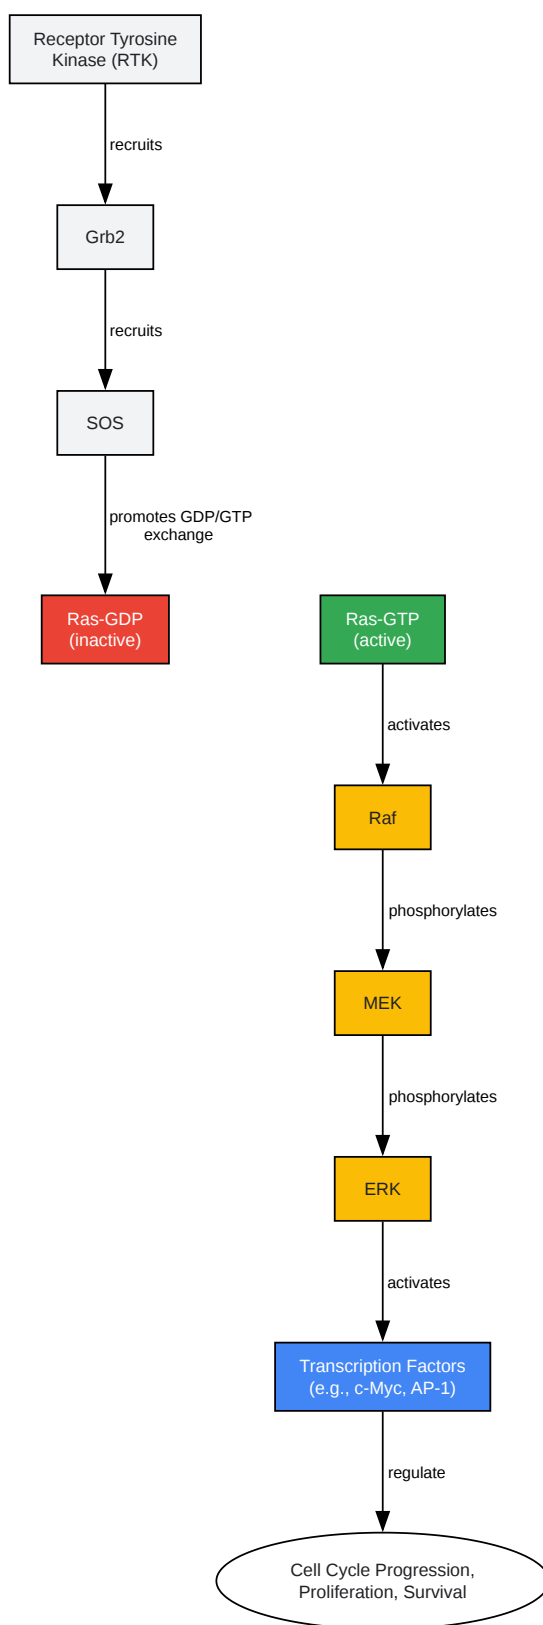 Receptor Tyrosine
Kinase (RTK)
recruits
Grb2
recruits
SOS
promotes GDP/GTP
exchange
Ras-GDP
(inactive)
Ras-GTP
(active)
activates
Raf
phosphorylates
MEK
phosphorylates
ERK
activates
Transcription Factors
(e.g., c-Myc, AP-1)
regulate
Cell Cycle Progression,
Proliferation, Survival